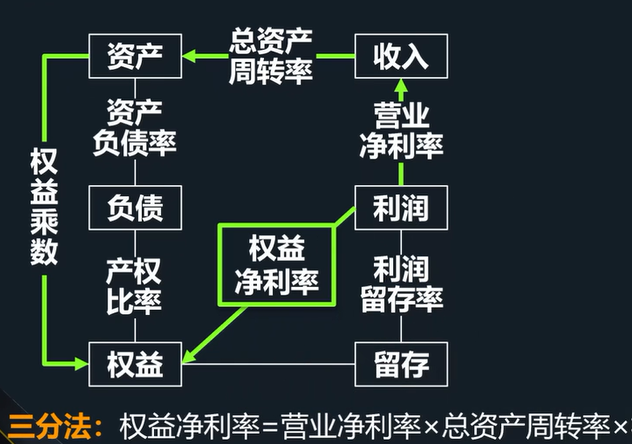 资产
总资产
周转率
收入
资产
负债率
营业
净利率
权益乘数
负债
权益
净利率
利润
产权
比率
利润
留存率
权益
留存
三分法：权益净利率=营业净利率×总资产周转率×